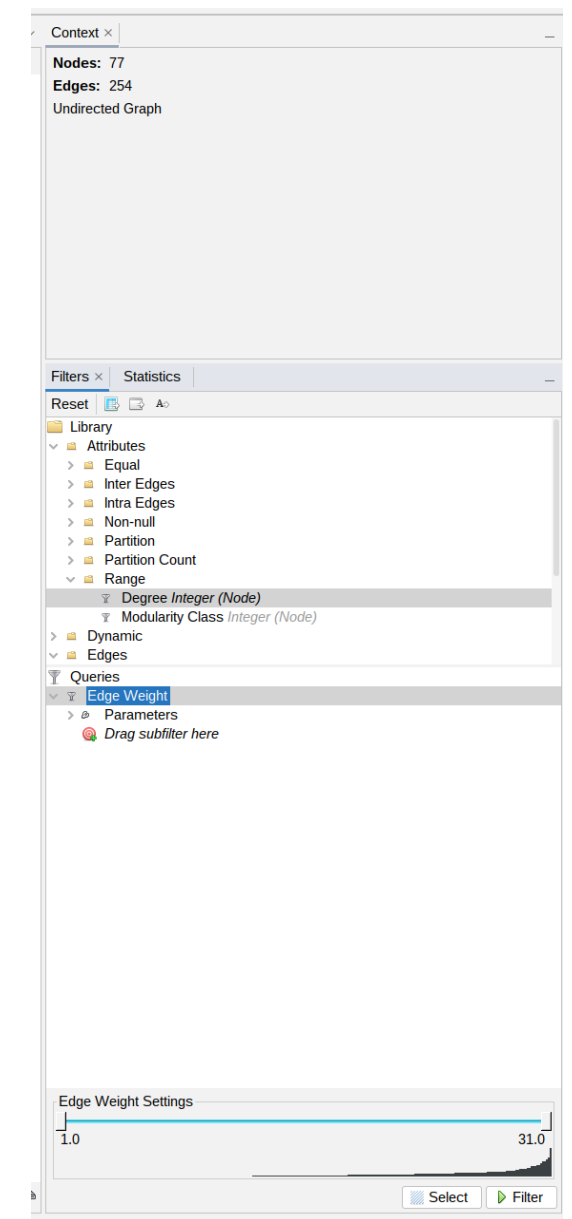 Context ×
Nodes: 77
Edges: 254
Undirected Graph
Filters × Statistics
Reset
Library
Attributes
Equal
Inter Edges
Intra Edges
Non-null
Partition
Partition Count
Range
Degree Integer (Node)
Modularity Class Integer (Node)
Dynamic
Edges
Queries
Edge Weight
Parameters
Drag subfilter here
Edge Weight Settings
1.0 31.0
Select Filter